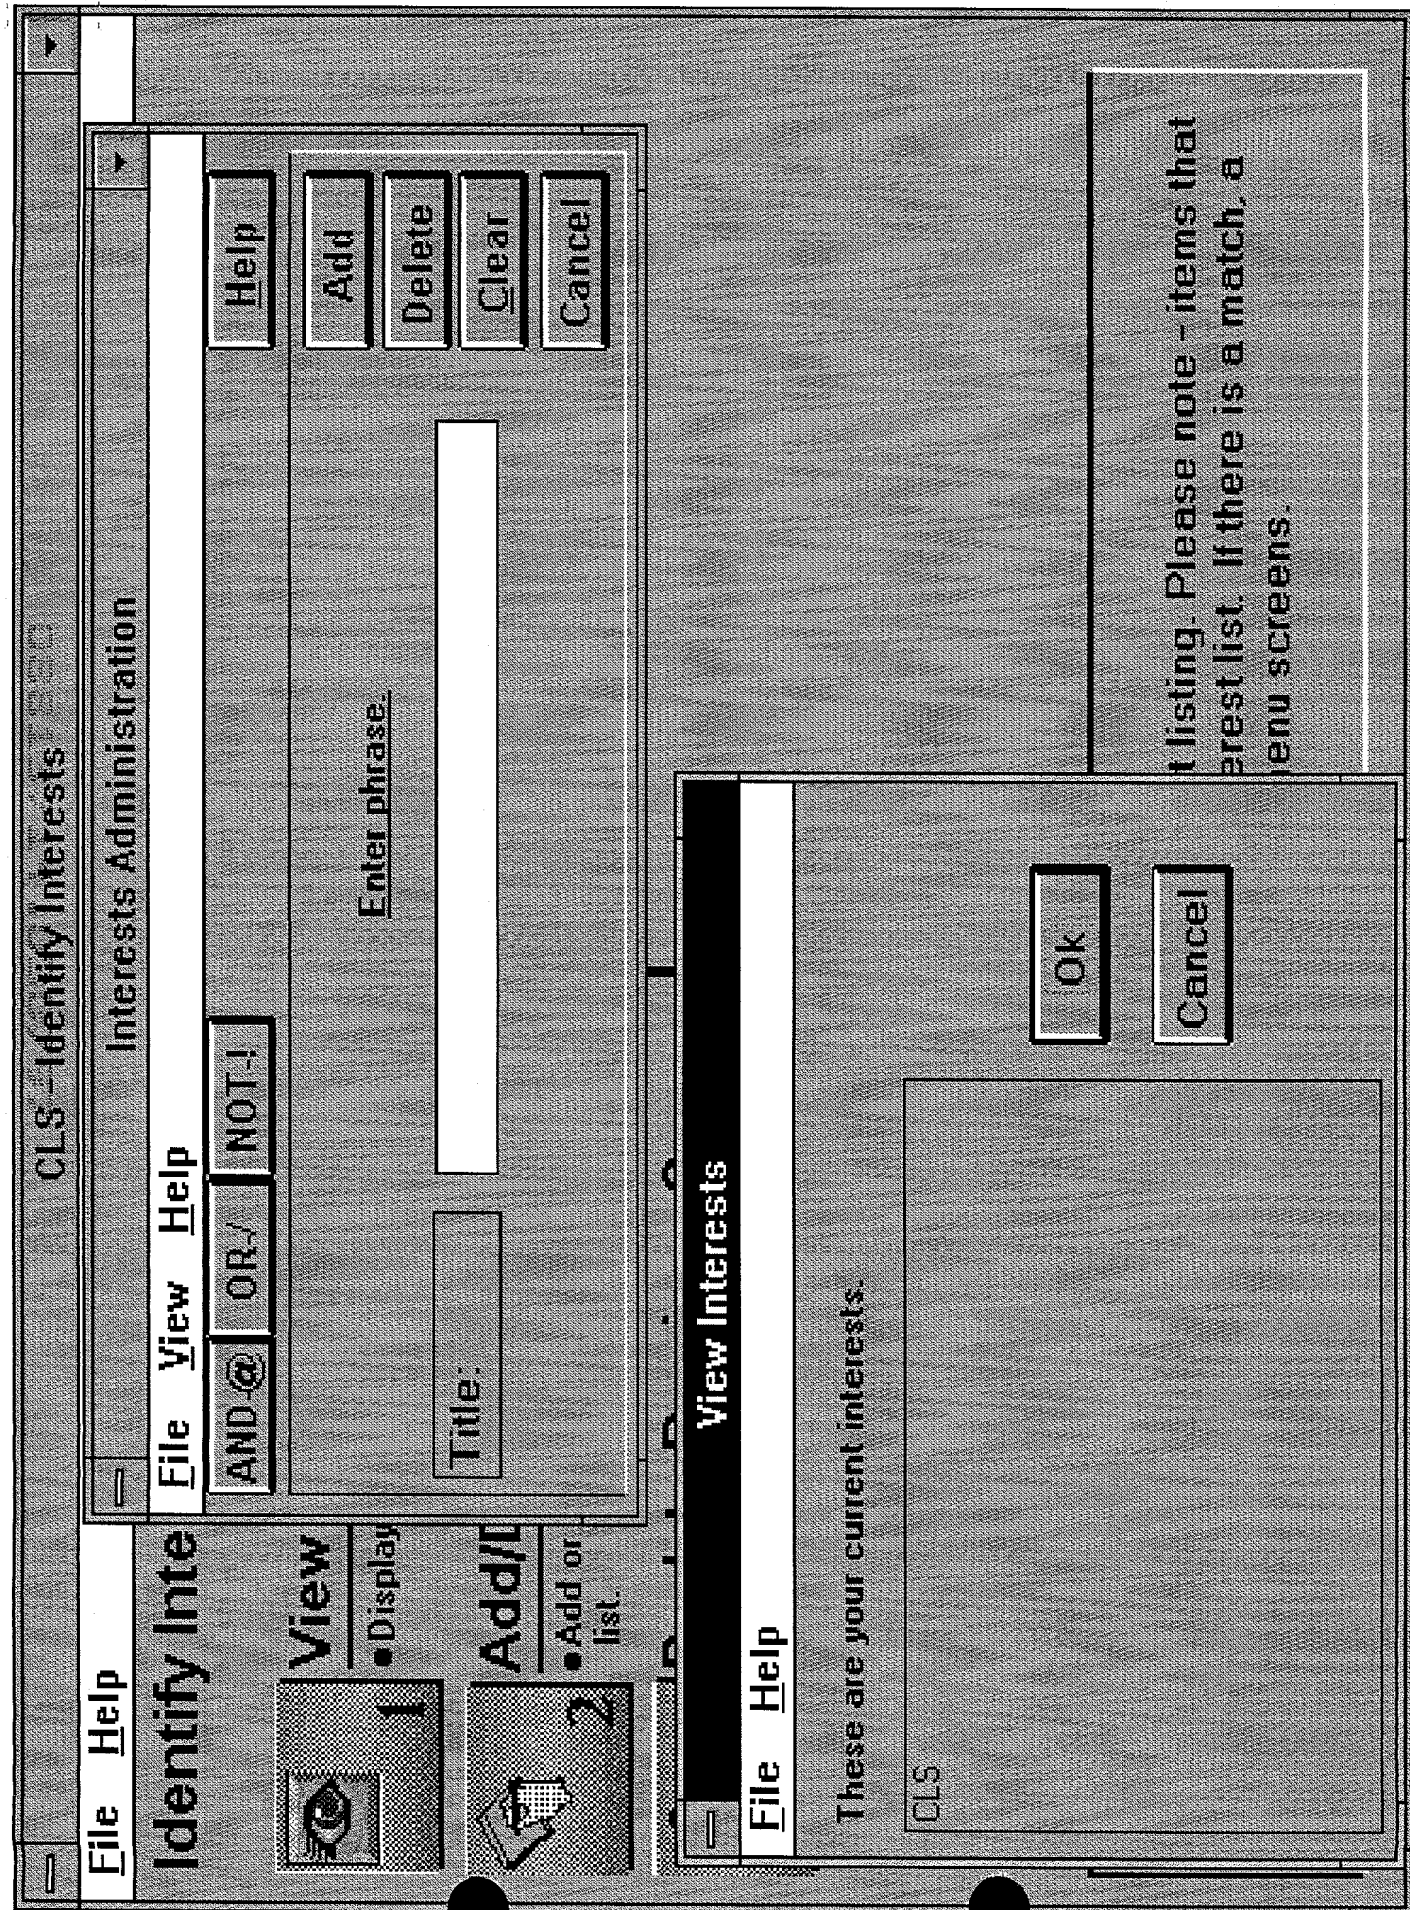 CLS - Identify Interests
File Help
Identify Inte
1
View
● Display
2
Add/D
● Add or
list.
Interests Administration
File View Help
AND-@ OR-/ NOT-! Help
Enter phrase.
Title:
Add
Delete
Clear
Cancel
View Interests
File Help
These are your current interests.
CLS
Ok
Cancel
t listing. Please note - items that
erest list. If there is a match, a
enu screens.